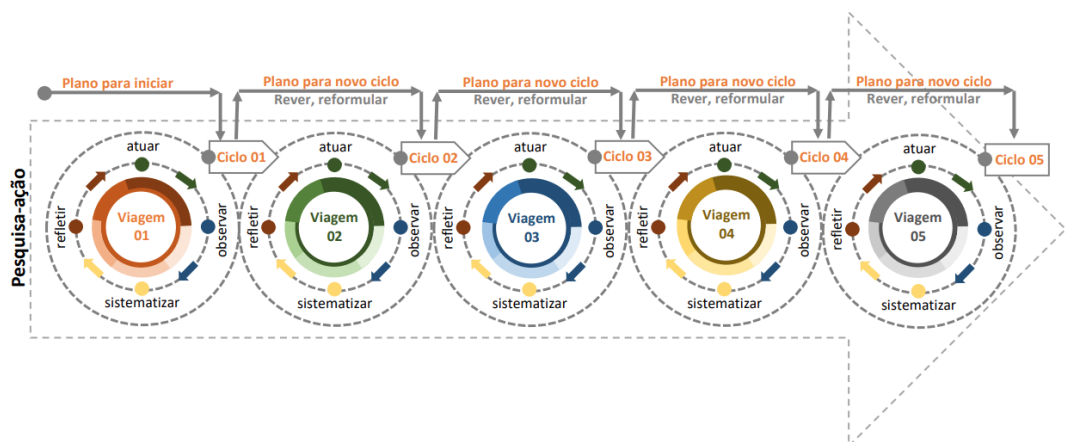 Plano para iniciar
Plano para novo ciclo
Rever, reformular
Plano para novo ciclo
Rever, reformular
Plano para novo ciclo
Rever, reformular
Plano para novo ciclo
Rever, reformular
Pesquisa-ação
atuar
Ciclo 01
refletir
Viagem
01
observar
sistematizar
atuar
Ciclo 02
refletir
Viagem
02
observar
sistematizar
atuar
Ciclo 03
refletir
Viagem
03
observar
sistematizar
atuar
Ciclo 04
refletir
Viagem
04
observar
sistematizar
atuar
Ciclo 05
refletir
Viagem
05
observar
sistematizar